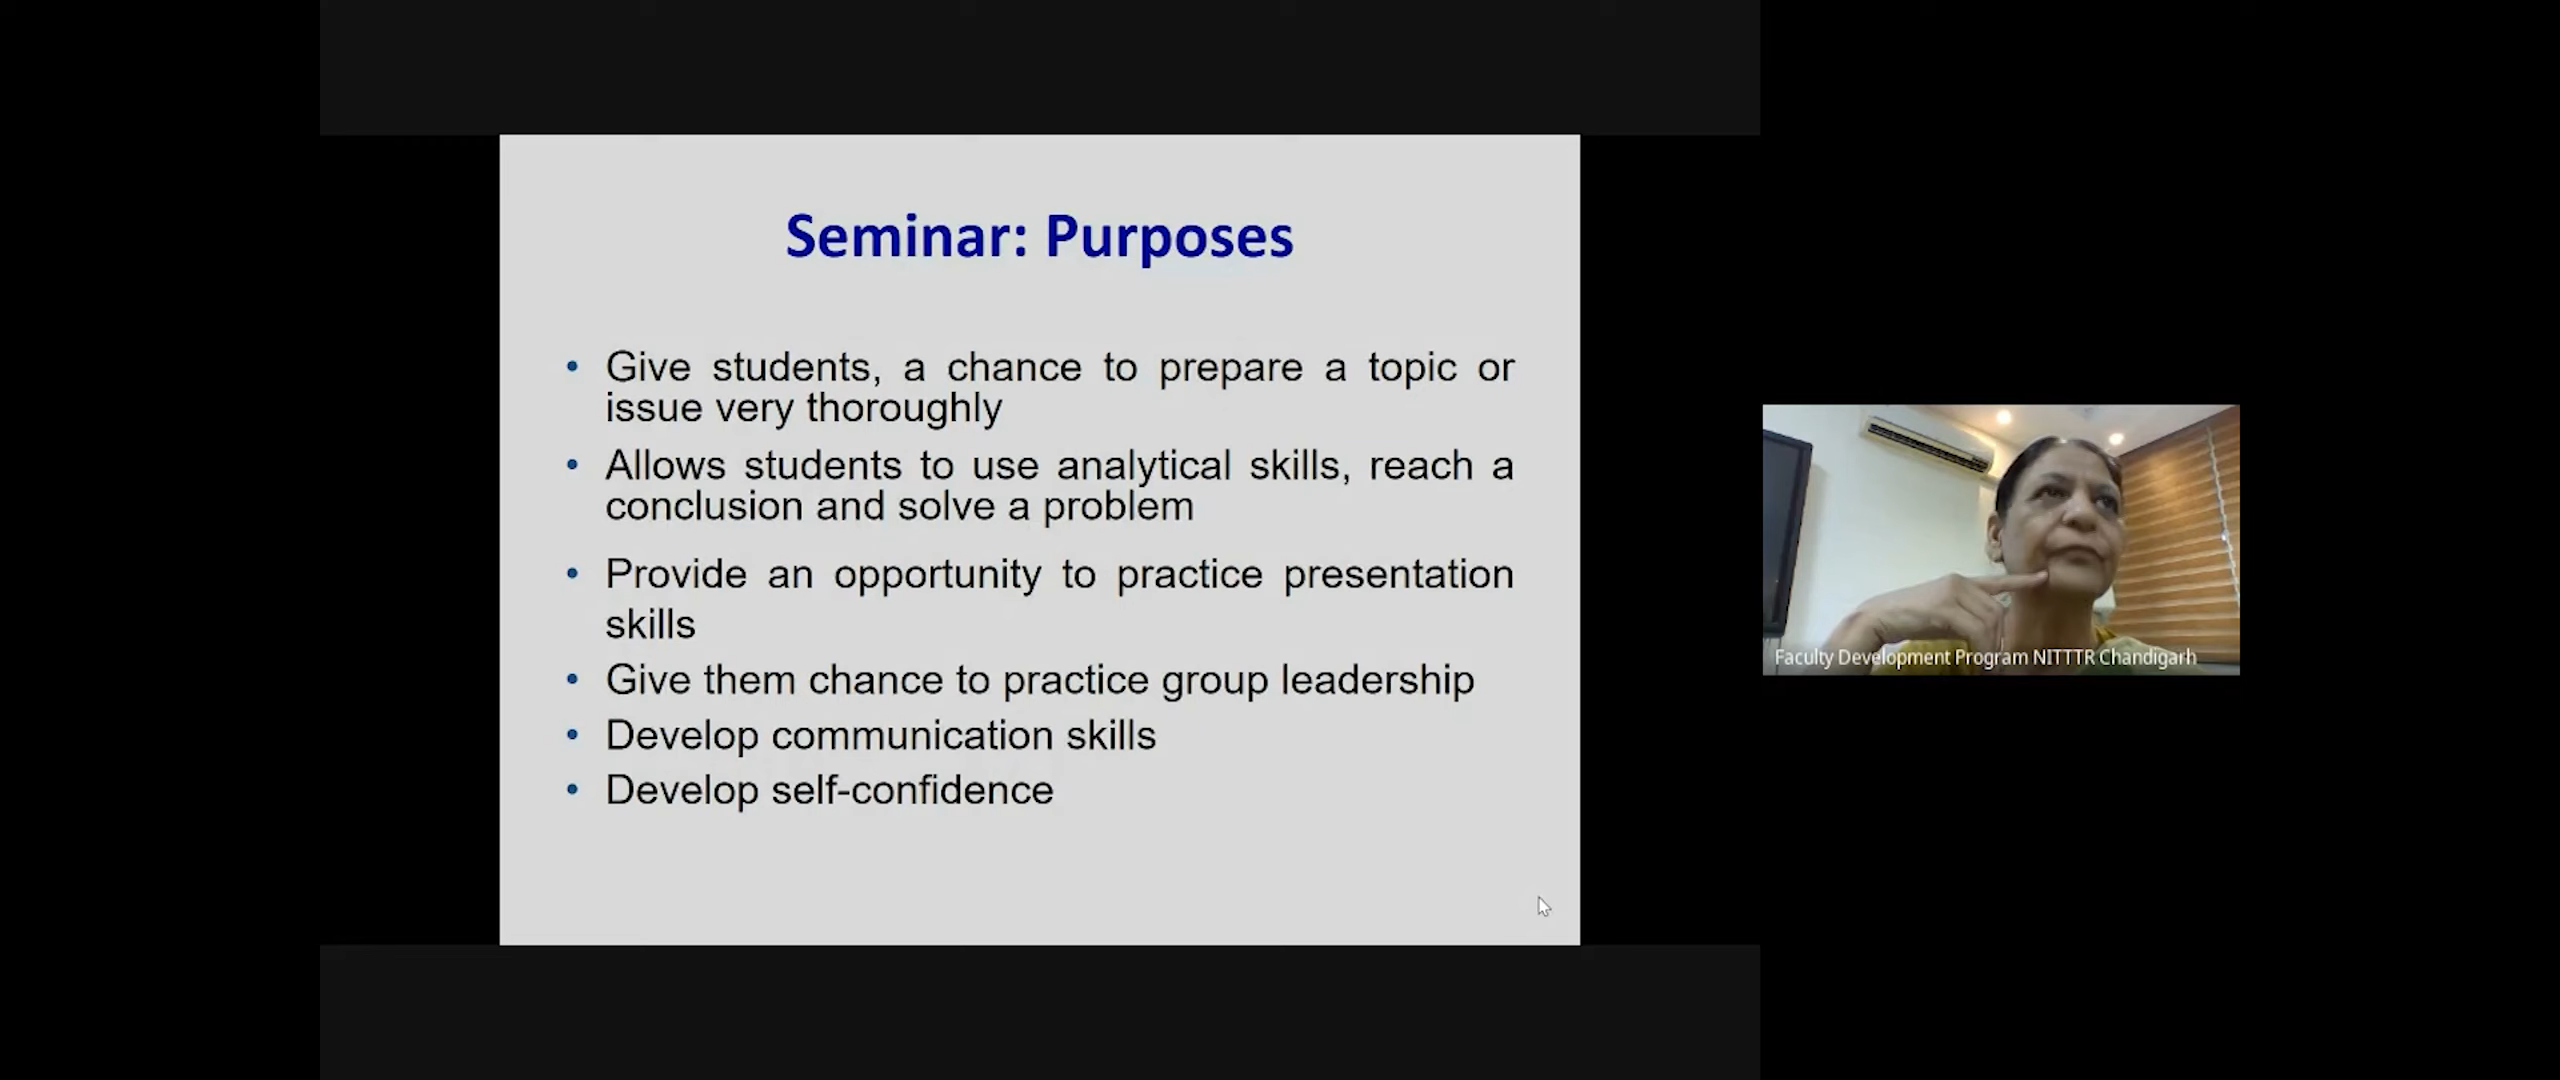 Seminar: Purposes
• Give students, a chance to prepare a topic or
issue very thoroughly
• Allows students to use analytical skills, reach a
conclusion and solve a problem
• Provide an opportunity to practice presentation
skills
• Give them chance to practice group leadership
• Develop communication skills
• Develop self-confidence
Faculty Development Program NITTTR Chandigarh